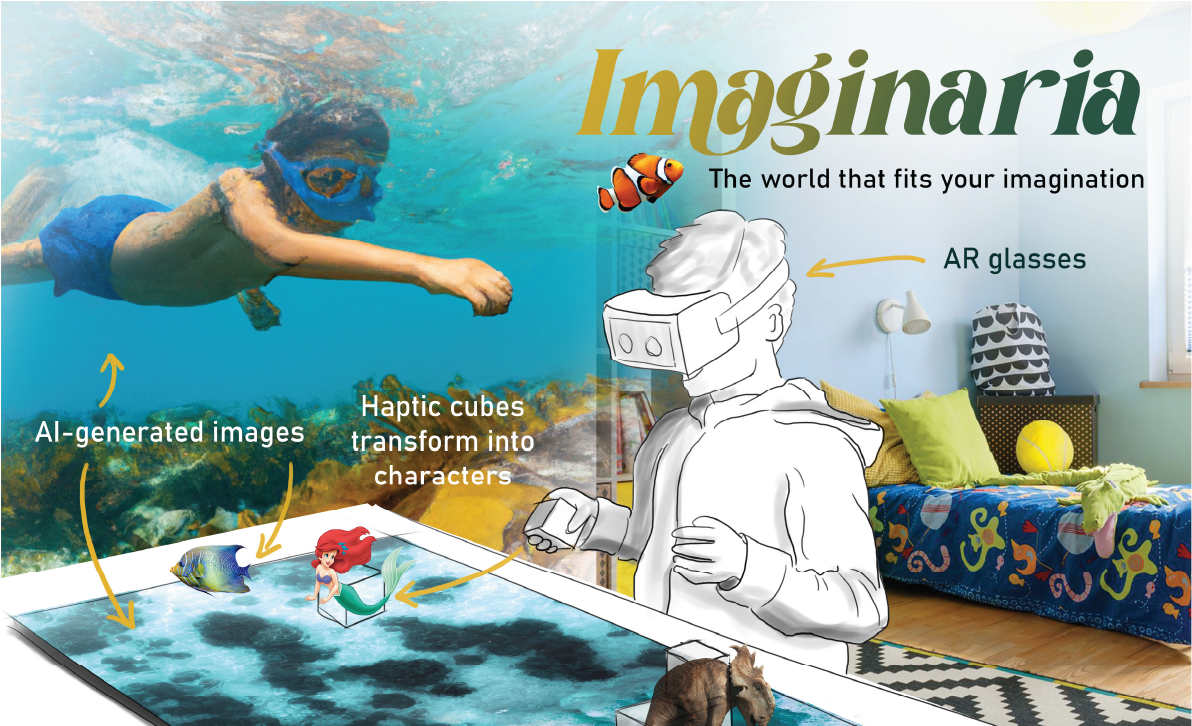 Imaginaria
The world that fits your imagination
AR glasses
Haptic cubes
transform into
characters
AI-generated images